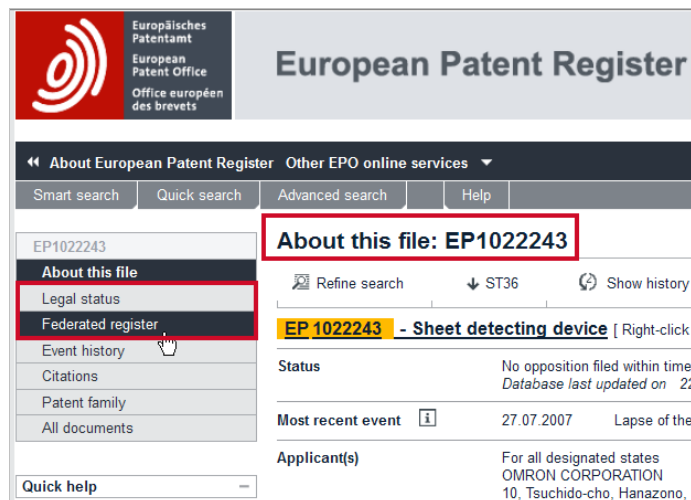 Europäisches
Patentamt
European
Patent Office
Office européen
des brevets
European Patent Register
About European Patent Register Other EPO online services
Smart search Quick search Advanced search Help
EP1022243
About this file
Legal status
Federated register
Event history
Citations
Patent family
All documents
Quick help
About this file: EP1022243
Refine search ST36 Show history
EP 1022243 - Sheet detecting device [ Right-click
Status No opposition filed within time
Database last updated on 22
Most recent event i 27.07.2007 Lapse of the
Applicant(s) For all designated states
OMRON CORPORATION
10, Tsuchido-cho, Hanazono,